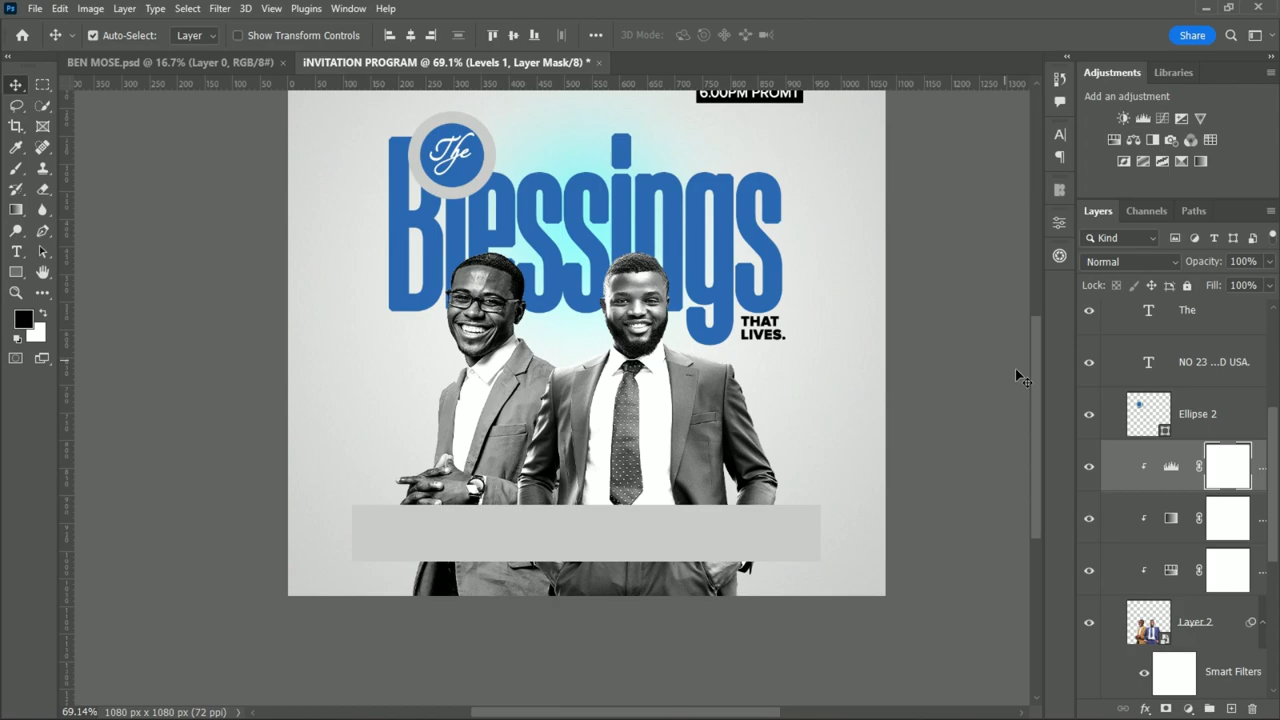 Ps File Edit Image Layer Type Select Filter 3D View Plugins Window Help
Auto-Select: Layer Show Transform Controls 3D Mode: Share
BEN MOSE.psd @ 16.7% (Layer 0, RGB/8#) × iNVITATION PROGRAM @ 69.1% (Levels 1, Layer Mask/8) * ×
6.00PM PROMT
The
Blessings
THAT
LIVES.
Adjustments Libraries
Add an adjustment
Layers Channels Paths
Kind
Normal Opacity: 100%
Lock: Fill: 100%
T The
T NO 23 ...D USA.
Ellipse 2
...
...
...
Layer 2
Smart Filters
fx
69.14% 1080 px x 1080 px (72 ppi)